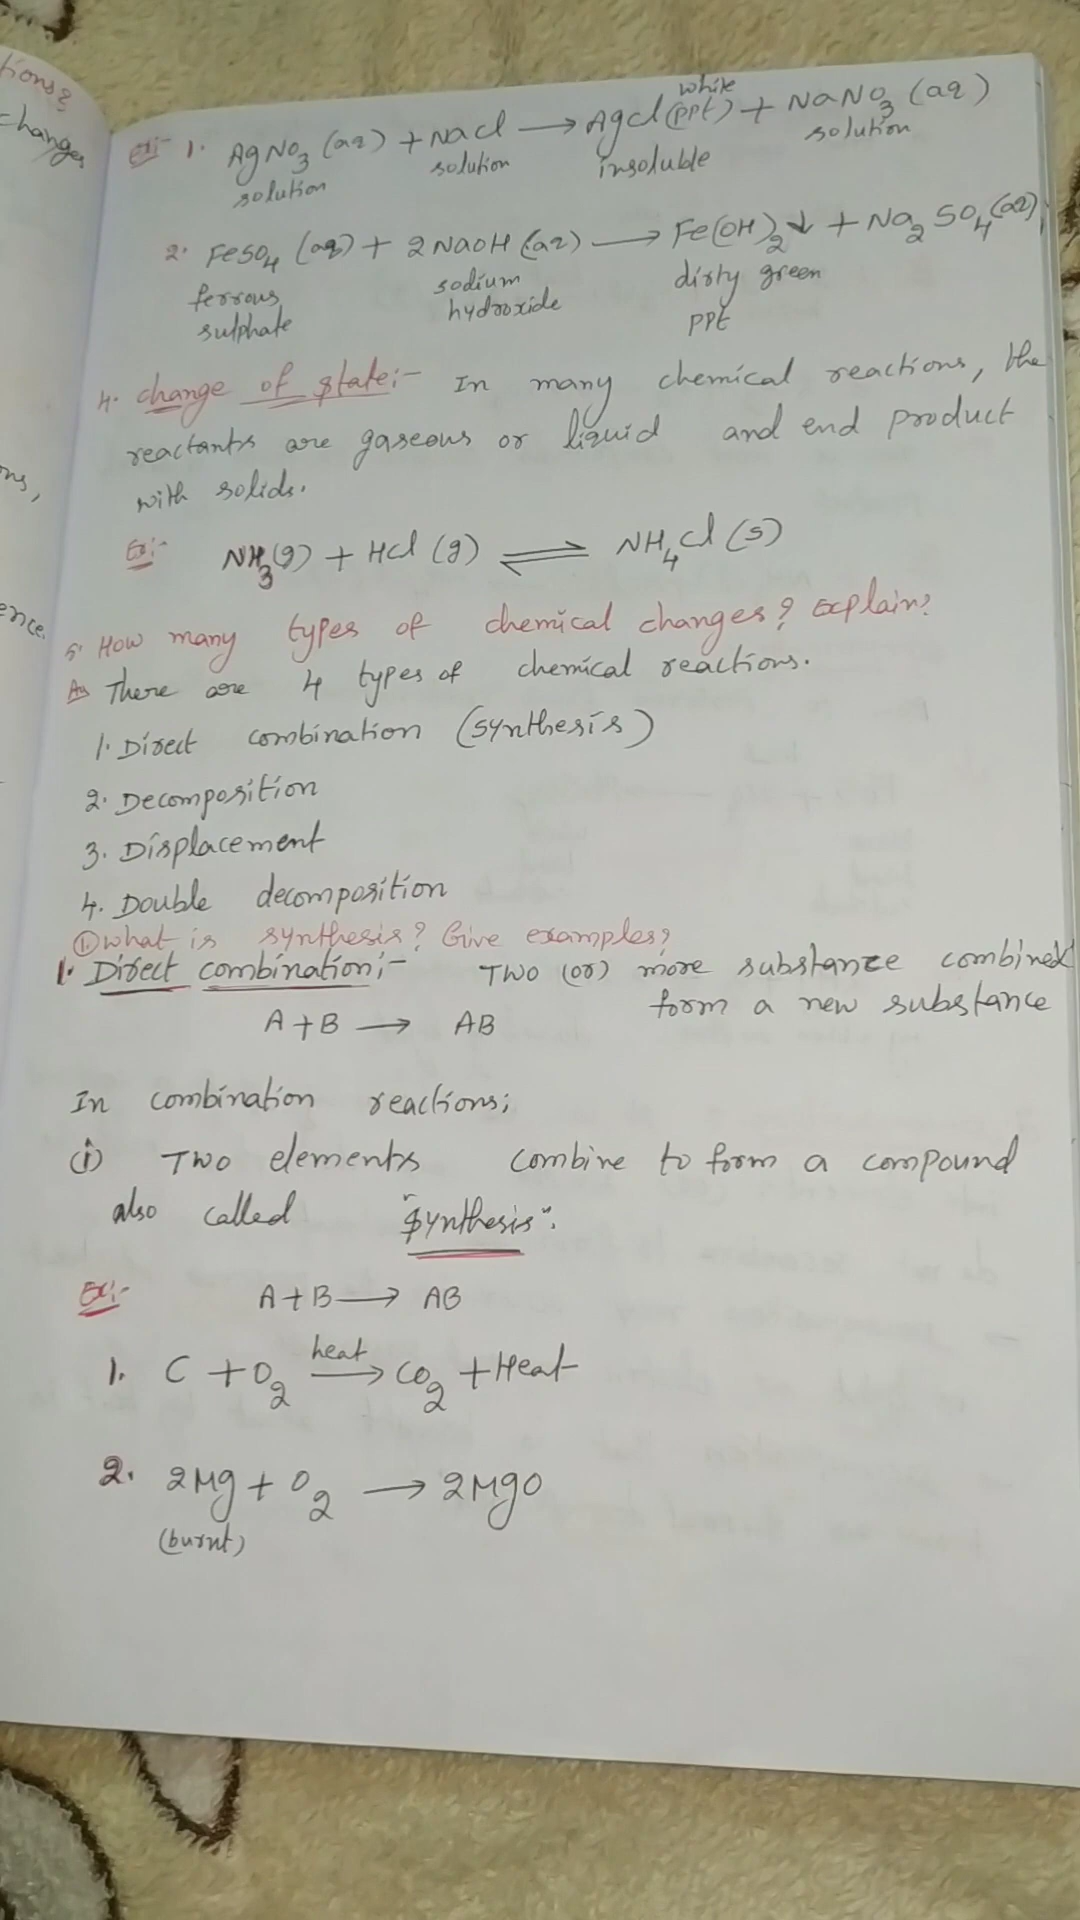 tions?
changes
ons,
ence.
white
Ex:- 1. AgNO3 (aq) + Nacl → Agcl (ppt) + NaNO3 (aq)
solution solution insoluble solution
2. FeSO4 (aq) + 2NaOH (aq) → Fe(OH)2↓ + Na2SO4(aq)
ferrous sodium dirty green
sulphate hydroxide ppt
4. change of state:- In many chemical reactions, the
reactants are gaseous or liquid and end product
with solids.
Ex:- NH3(g) + HCl (g) ⇌ NH4Cl (s)
5. How many types of chemical changes? Explain?
As There are 4 types of chemical reactions.
1. Direct combination (synthesis)
2. Decomposition
3. Displacement
4. Double decomposition
① What is synthesis? Give examples?
1. Direct combination:- Two (or) more substance combined
form a new substance
A + B → AB
In combination reactions;
(i) Two elements combine to form a compound
also called "synthesis".
Ex:- A + B → AB
heat
1. C + O2 → CO2 + Heat
2. 2Mg + O2 → 2MgO
(burnt)